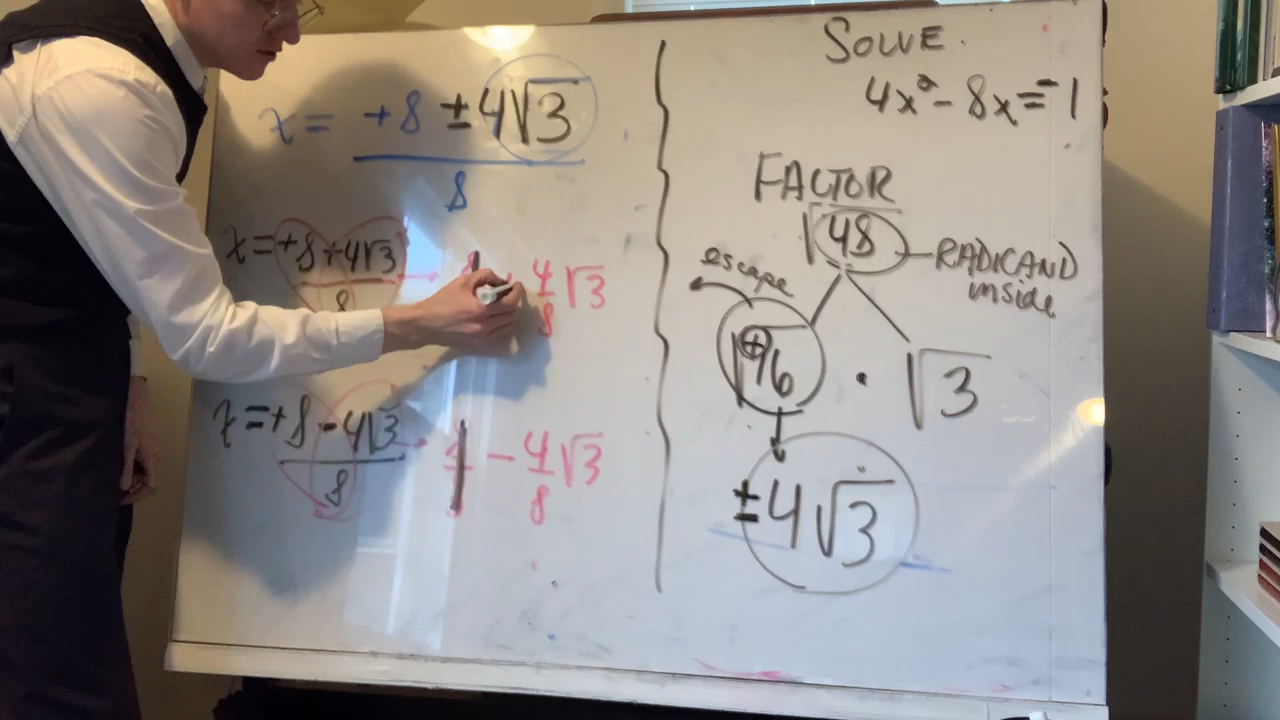 x = +8 ± 4√3
8
x = +8 + 4√3
8
4/8 √3
x = +8 - 4√3
8
1 - 4/8 √3
SOLVE.
4x² - 8x = -1
FACTOR
√48
RADICAND
inside
escape
√16 · √3
± 4√3